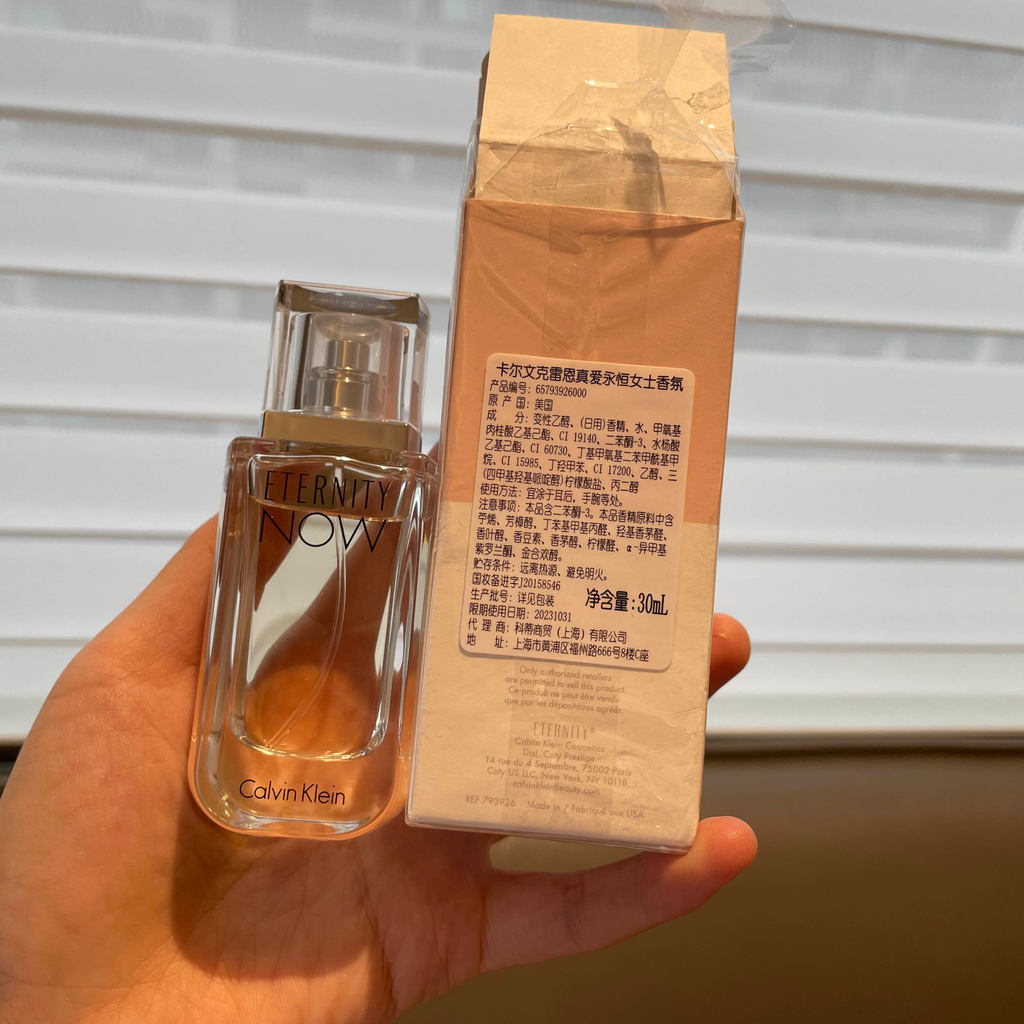 ETERNITY
NOW
Calvin Klein
卡尔文克雷恩真爱永恒女士香氛
产品编号：65793926000
原 产 国：美国
成 分：变性乙醇、(日用)香精、水、甲氧基
肉桂酸乙基己酯、CI 19140、二苯酮-3、水杨酸
乙基己酯、CI 60730、丁基甲氧基二苯甲酰基甲
烷、CI 15985、丁羟甲苯、CI 17200、乙醇、三
(四甲基羟基哌啶醇)柠檬酸盐、丙二醇
使用方法：宜涂于耳后，手腕等处。
注意事项：本品含二苯酮-3。本品香精原料中含
苧烯、芳樟醇、丁苯基甲基丙醛、羟基香茅醛、
香叶醇、香豆素、香茅醇、柠檬醛、α-异甲基
紫罗兰酮、金合欢醇。
贮存条件：远离热源、避免明火。
国妆备进字J20158546
生产批号：详见包装 净含量：30mL
限期使用日期：20231031
代 理 商：科蒂商贸（上海）有限公司
地 址：上海市黄浦区福州路666号8楼C座
Only authorized retailers
are permitted to sell this product.
Ce produit ne peut être vendu
que par les dépositaires agréés.
ETERNITY®
Calvin Klein Cosmetics
Dist. Coty Prestige
14 rue du 4 Septembre, 75002 Paris
Coty US LLC, New York, NY 10118
calvinkleinbeauty.com
REF 793926 Made in / Fabriqué aux USA